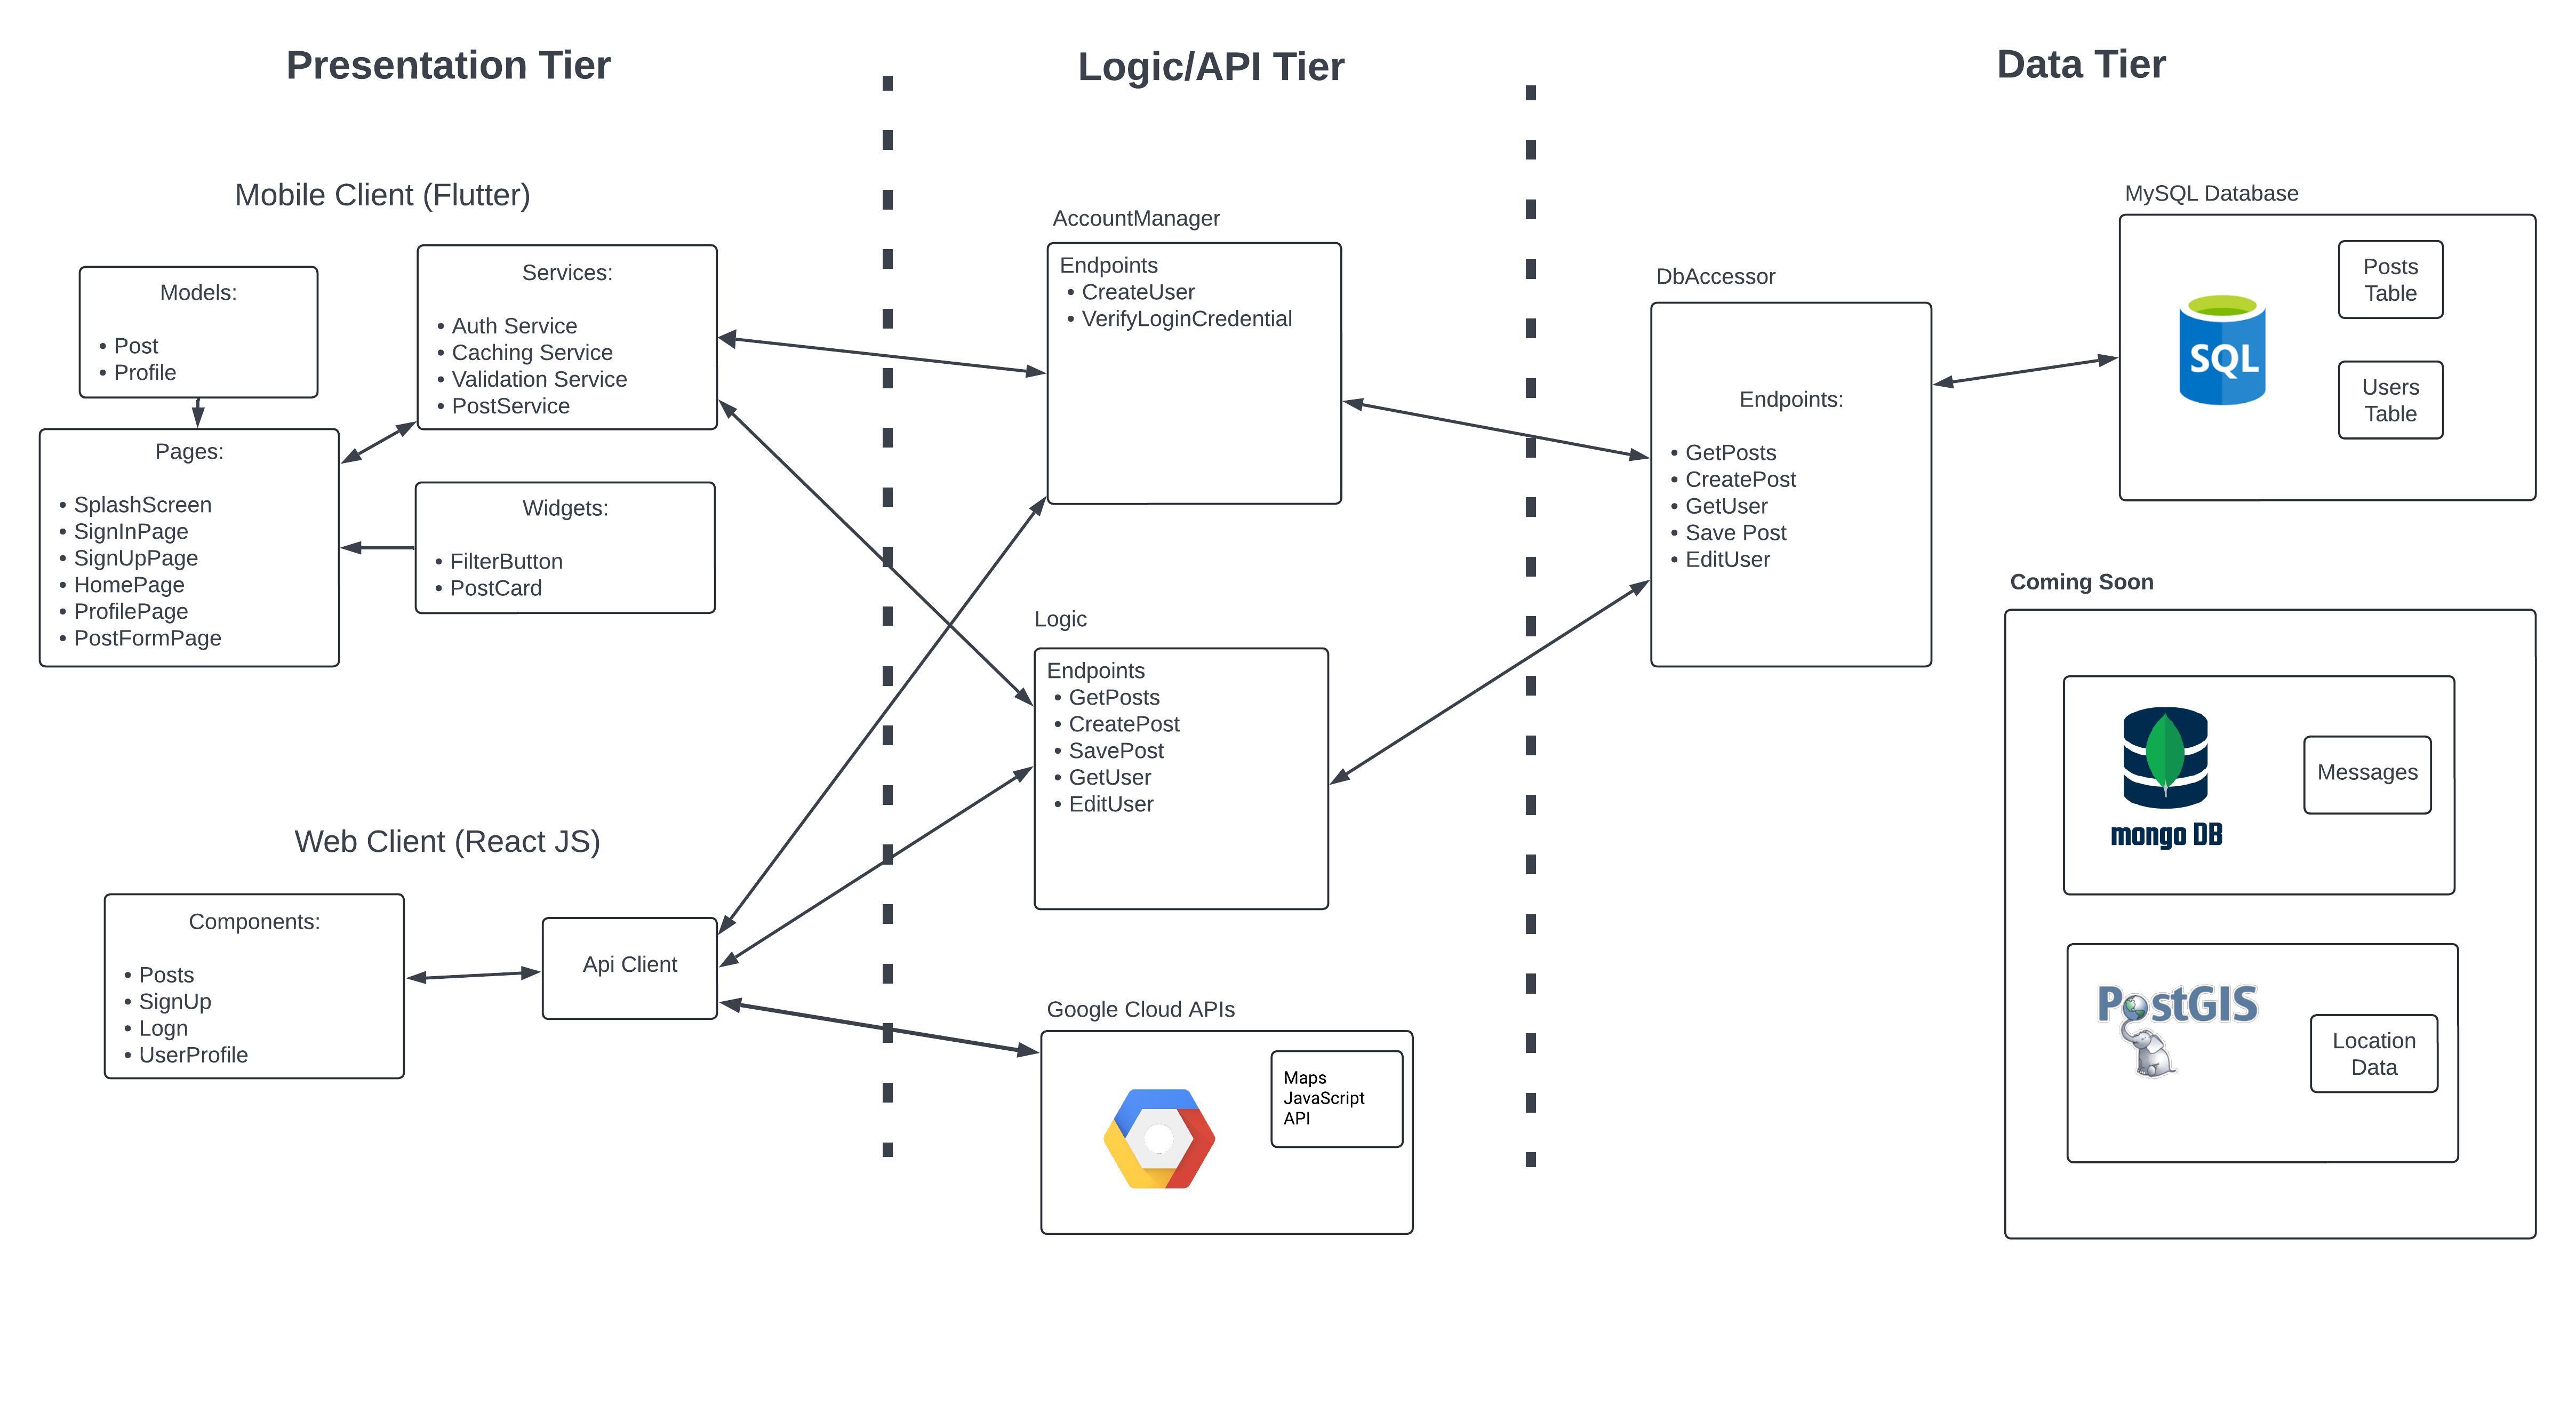 Presentation Tier
Logic/API Tier
Data Tier
Mobile Client (Flutter)
Models:
• Post
• Profile
Services:
• Auth Service
• Caching Service
• Validation Service
• PostService
Pages:
• SplashScreen
• SignInPage
• SignUpPage
• HomePage
• ProfilePage
• PostFormPage
Widgets:
• FilterButton
• PostCard
Web Client (React JS)
Components:
• Posts
• SignUp
• Logn
• UserProfile
Api Client
AccountManager
Endpoints
• CreateUser
• VerifyLoginCredential
Logic
Endpoints
• GetPosts
• CreatePost
• SavePost
• GetUser
• EditUser
Google Cloud APIs
Maps
JavaScript
API
DbAccessor
Endpoints:
• GetPosts
• CreatePost
• GetUser
• Save Post
• EditUser
MySQL Database
SQL
Posts
Table
Users
Table
Coming Soon
mongo DB
Messages
PostGIS
Location
Data